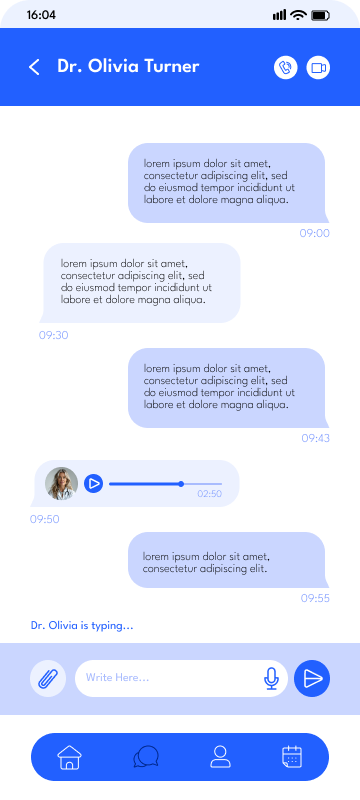 16:04
Dr. Olivia Turner
lorem ipsum dolor sit amet,
consectetur adipiscing elit, sed
do eiusmod tempor incididunt ut
labore et dolore magna aliqua.
09:00
lorem ipsum dolor sit amet,
consectetur adipiscing elit, sed
do eiusmod tempor incididunt ut
labore et dolore magna aliqua.
09:30
lorem ipsum dolor sit amet,
consectetur adipiscing elit, sed
do eiusmod tempor incididunt ut
labore et dolore magna aliqua.
09:43
02:50
09:50
lorem ipsum dolor sit amet,
consectetur adipiscing elit.
09:55
Dr. Olivia is typing...
Write Here...